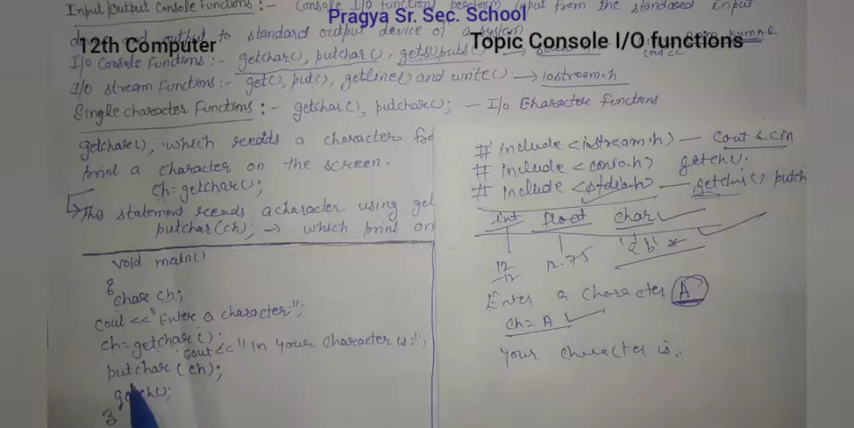 Input/Output Console Functions :- Console I/O functions perform input from the standard input
Pragya Sr. Sec. School
device and output to standard output device of a system
12th Computer
Topic Console I/O functions
I/O Console Functions :- getchar(), putchar(), gets(), puts()
I/O stream Functions :- get(), put(), getline() and write() → iostream.h
Single character Functions :- getchar(), putchar(); - I/O Character functions
getchar(), which reads a character
print a character on the screen.
ch = getchar();
This statement reads a character using get
putchar(ch); → which print on
void main()
{
char ch;
cout << "Enter a character:";
ch = getchar();
cout << "\n Your character is:";
putchar (ch);
}
# include <iostream.h> — cout & cin
# include <conio.h> getch().
# include <stdio.h> — getchar() putch
int float char
12 12.75 'a b' *
-12
Enter a character A
ch = A
Your character is.